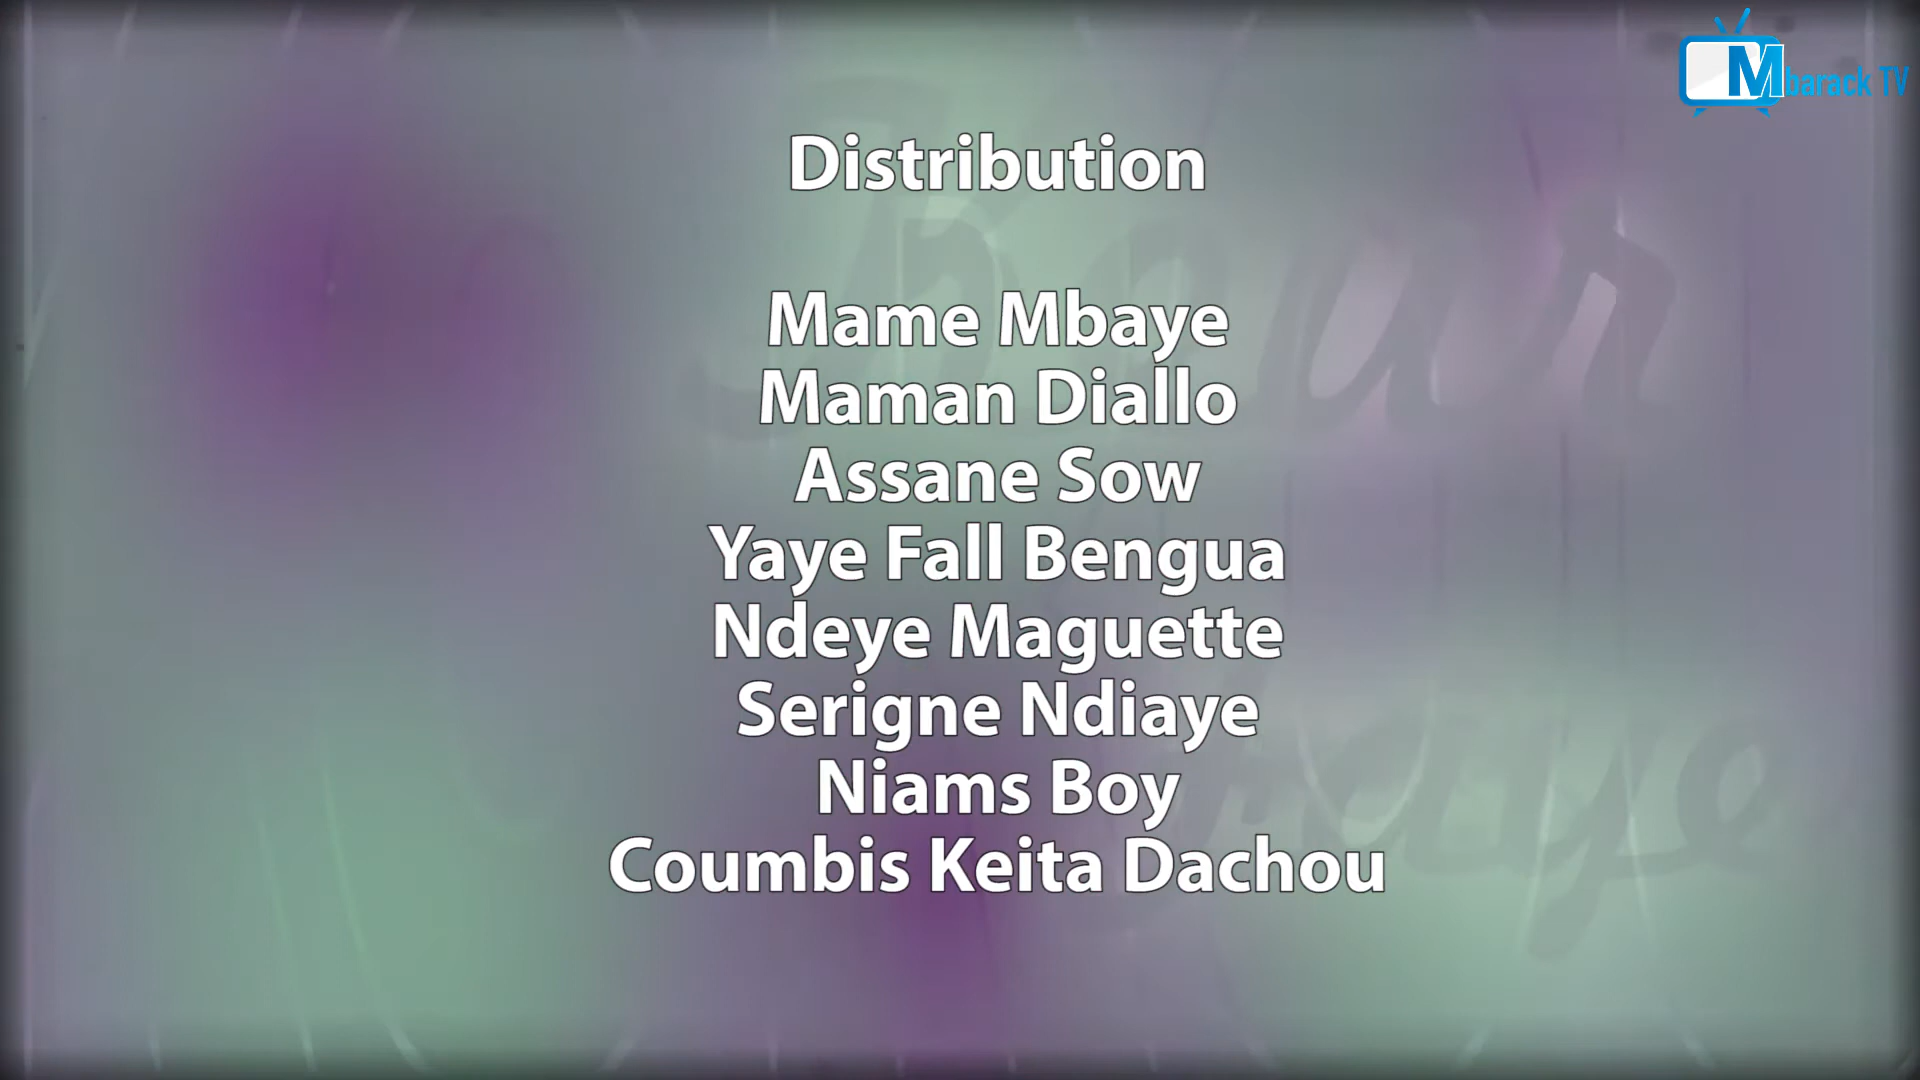 Mbarack TV
Distribution
Mame Mbaye
Maman Diallo
Assane Sow
Yaye Fall Bengua
Ndeye Maguette
Serigne Ndiaye
Niams Boy
Coumbis Keita Dachou